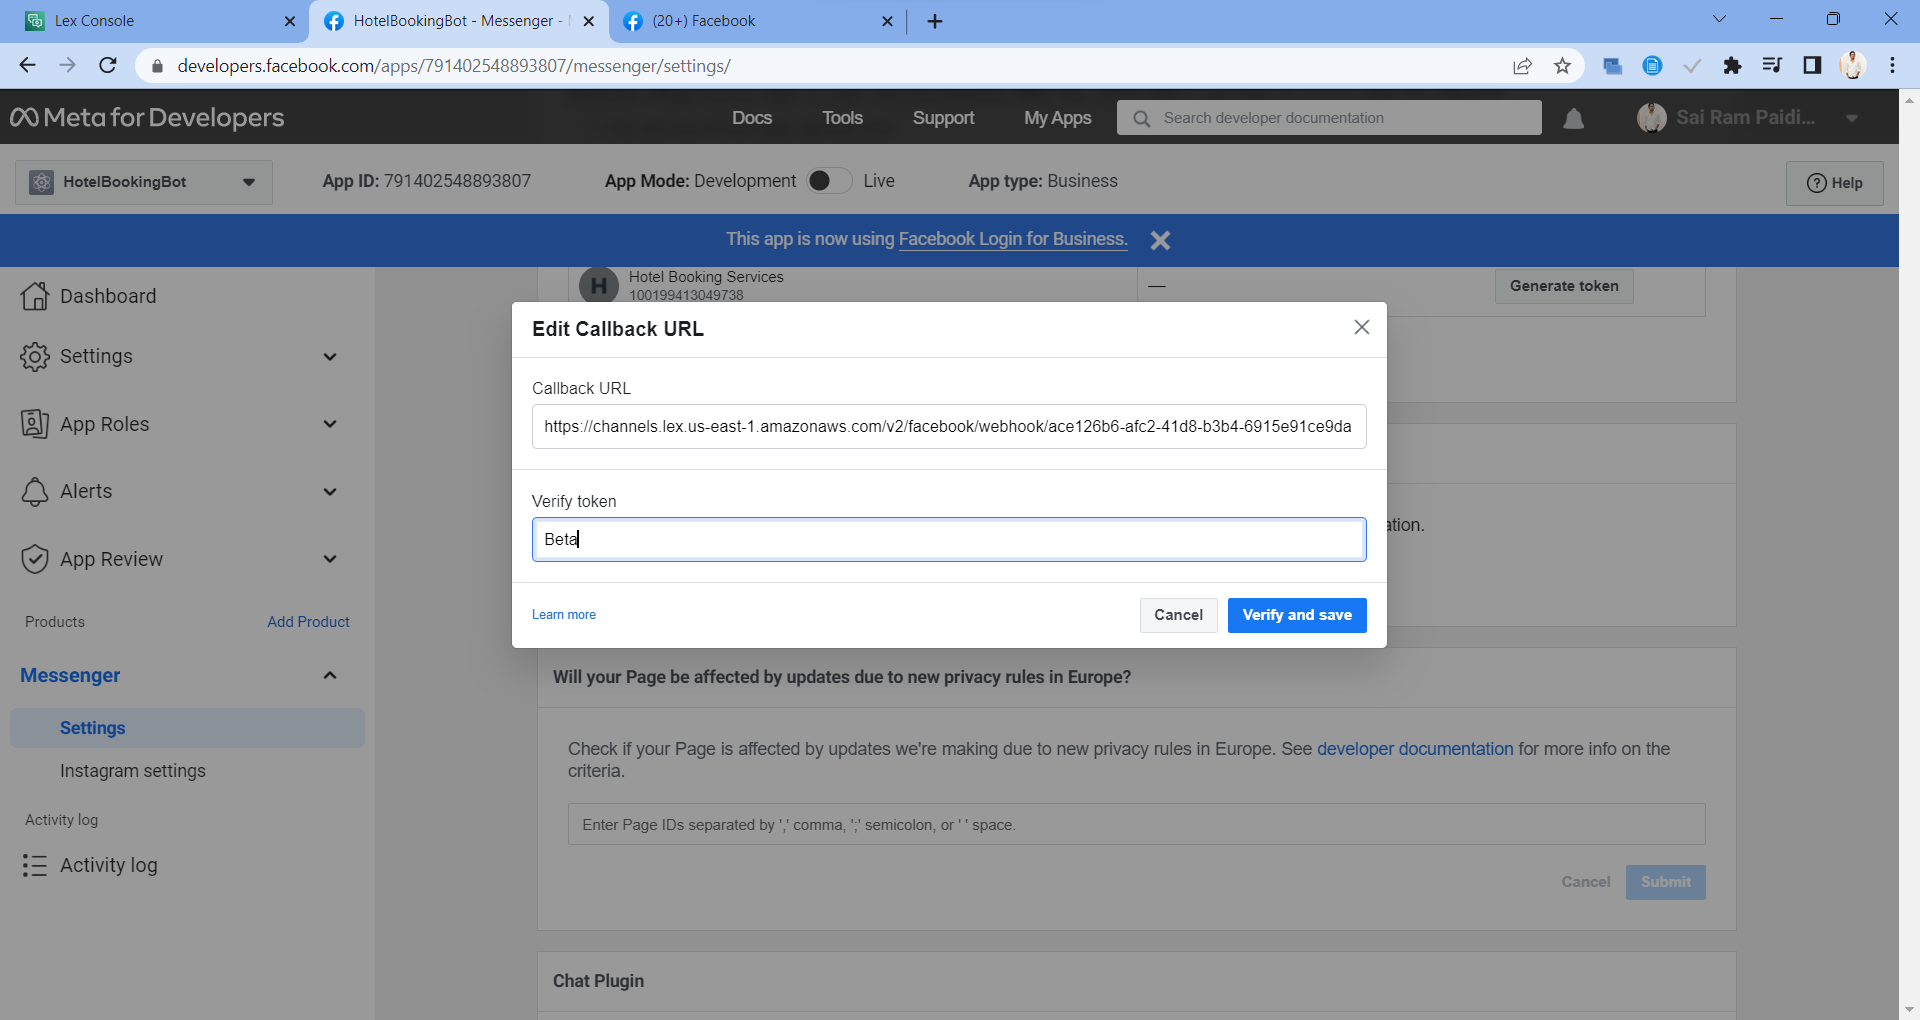 Lex Console
HotelBookingBot - Messenger -
(20+) Facebook
developers.facebook.com/apps/791402548893807/messenger/settings/
Meta for Developers
Docs
Tools
Support
My Apps
Search developer documentation
Sai Ram Paidi...
HotelBookingBot
App ID: 791402548893807
App Mode: Development
Live
App type: Business
Help
This app is now using Facebook Login for Business.
Dashboard
Settings
App Roles
Alerts
App Review
Products
Add Product
Messenger
Settings
Instagram settings
Activity log
Activity log
H
Hotel Booking Services
100199413049738
—
Generate token
Edit Callback URL
Callback URL
https://channels.lex.us-east-1.amazonaws.com/v2/facebook/webhook/ace126b6-afc2-41d8-b3b4-6915e91ce9da
Verify token
Beta
ation.
Learn more
Cancel
Verify and save
Will your Page be affected by updates due to new privacy rules in Europe?
Check if your Page is affected by updates we're making due to new privacy rules in Europe. See developer documentation for more info on the
criteria.
Enter Page IDs separated by ',' comma, ';' semicolon, or ' ' space.
Cancel
Submit
Chat Plugin